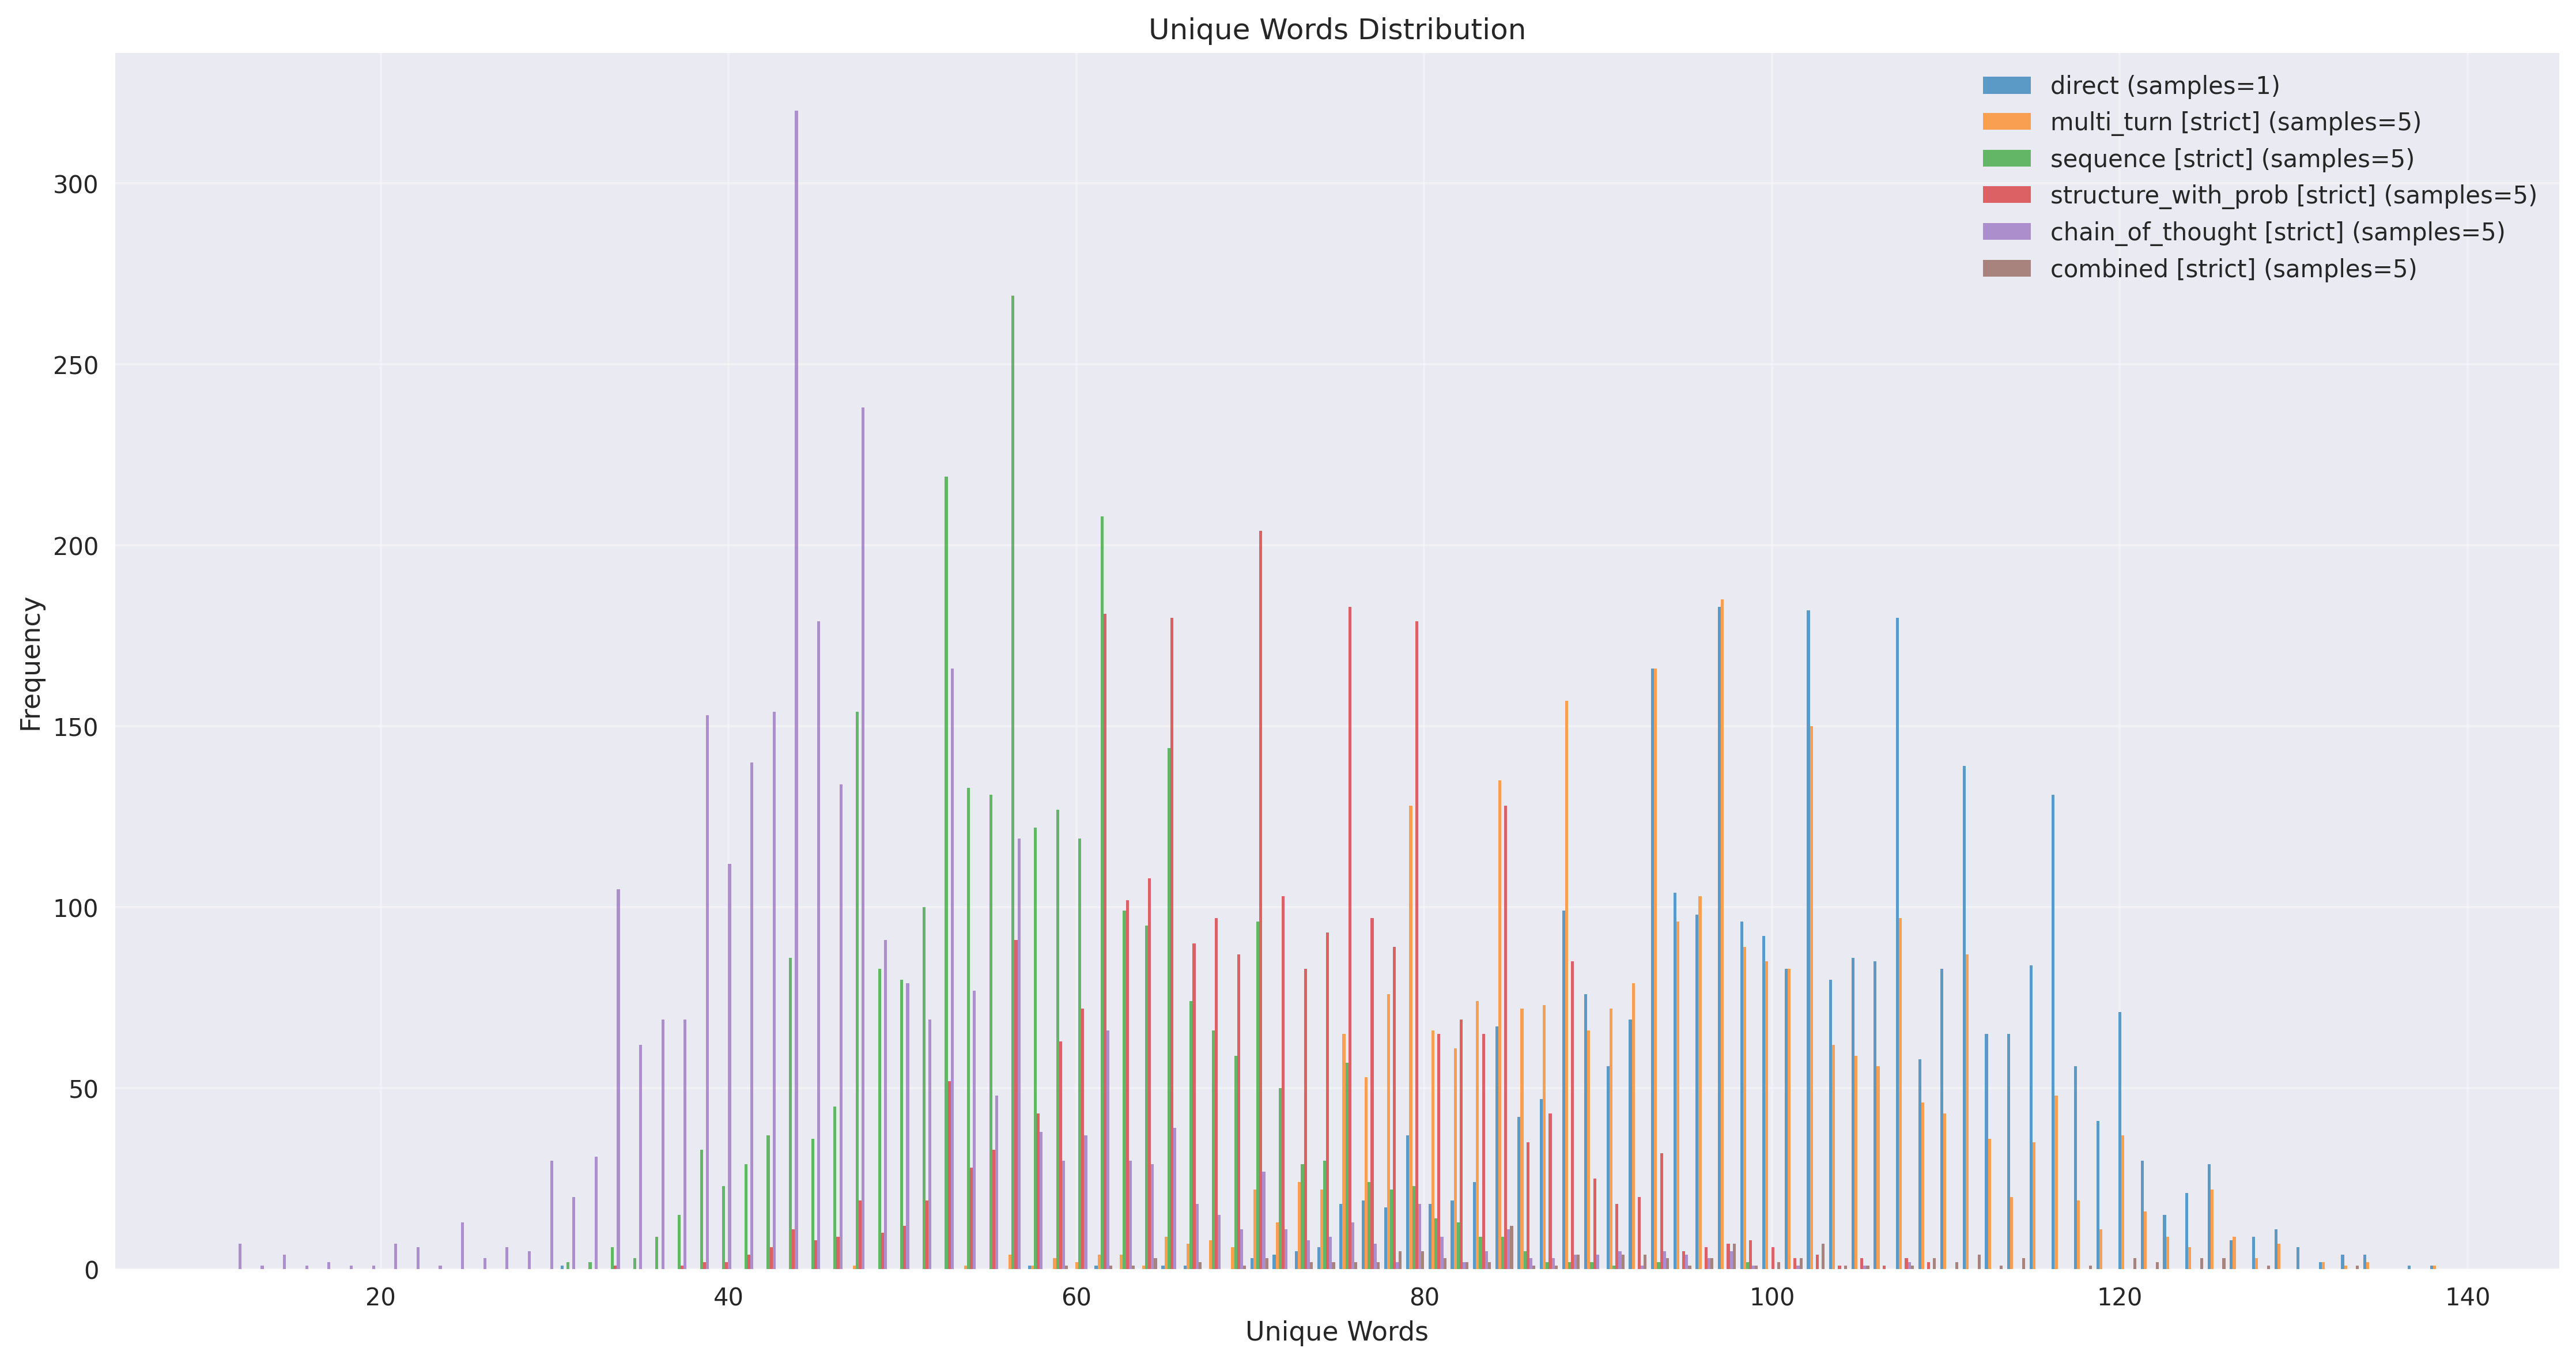 Unique Words Distribution
direct (samples=1)
multi_turn [strict] (samples=5)
sequence [strict] (samples=5)
structure_with_prob [strict] (samples=5)
chain_of_thought [strict] (samples=5)
combined [strict] (samples=5)
Frequency
300
250
200
150
100
50
0
20 40 60 80 100 120 140
Unique Words